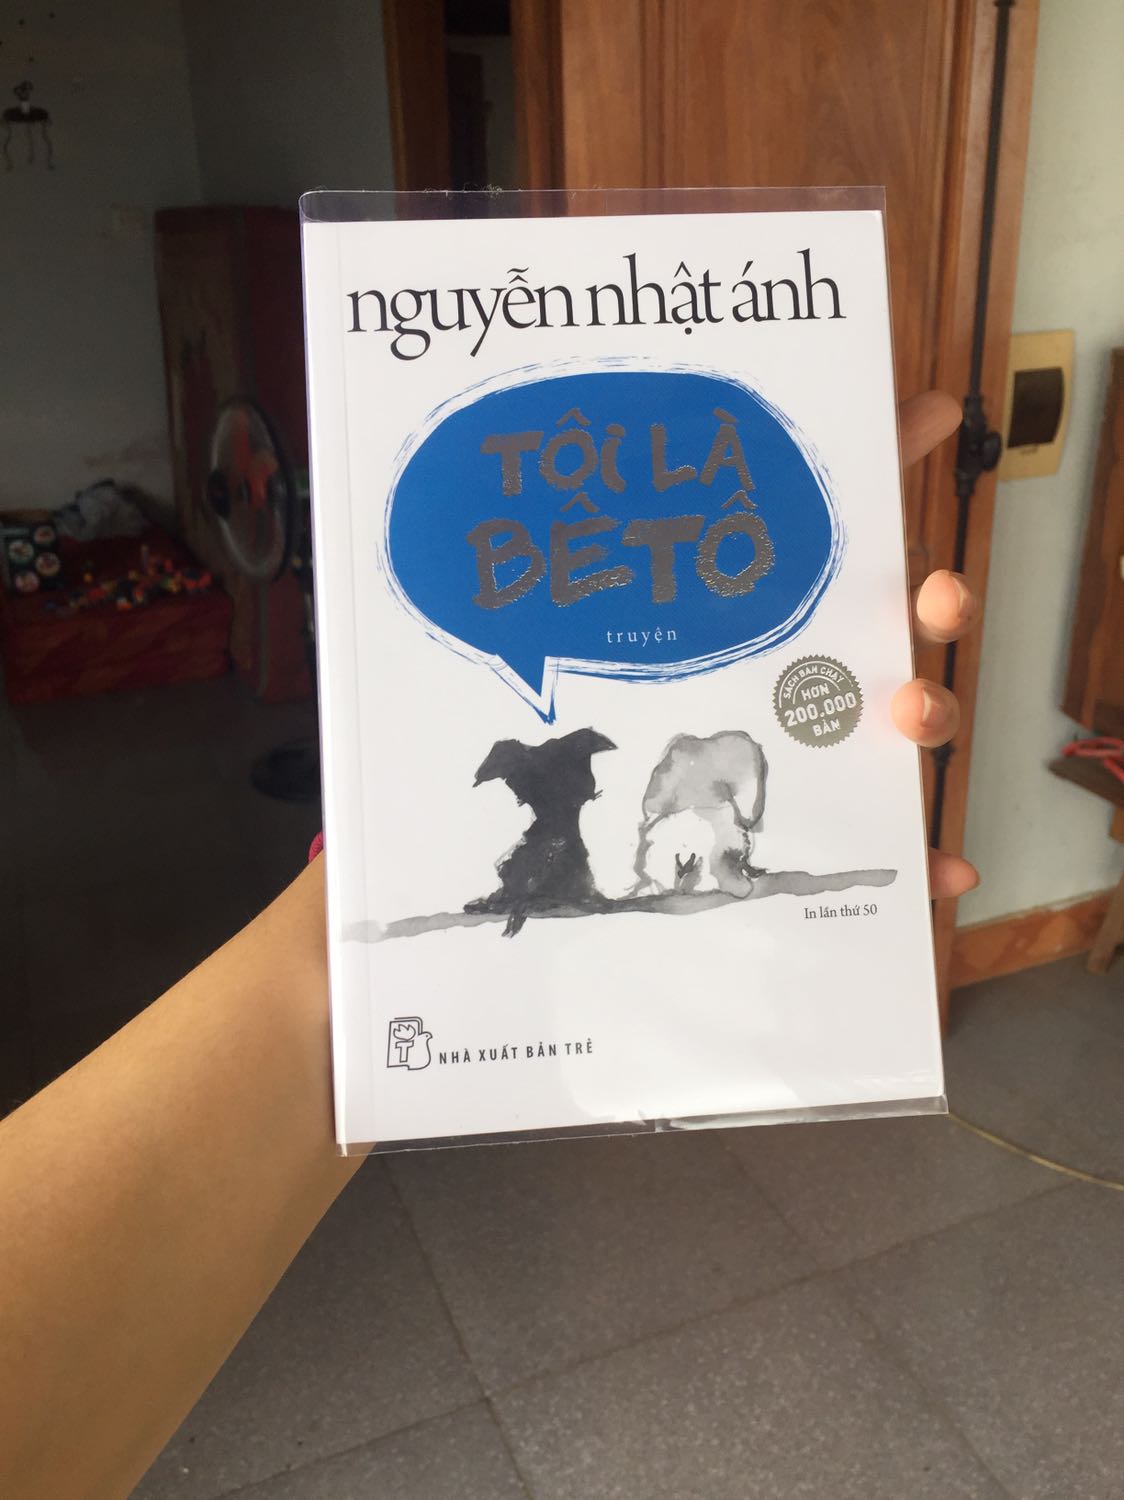 nguyễn nhật ánh
TÔI LÀ
BÊTÔ
truyện
SÁCH BÁN CHẠY
HƠN
200.000
BẢN
In lần thứ 50
T
NHÀ XUẤT BẢN TRẺ